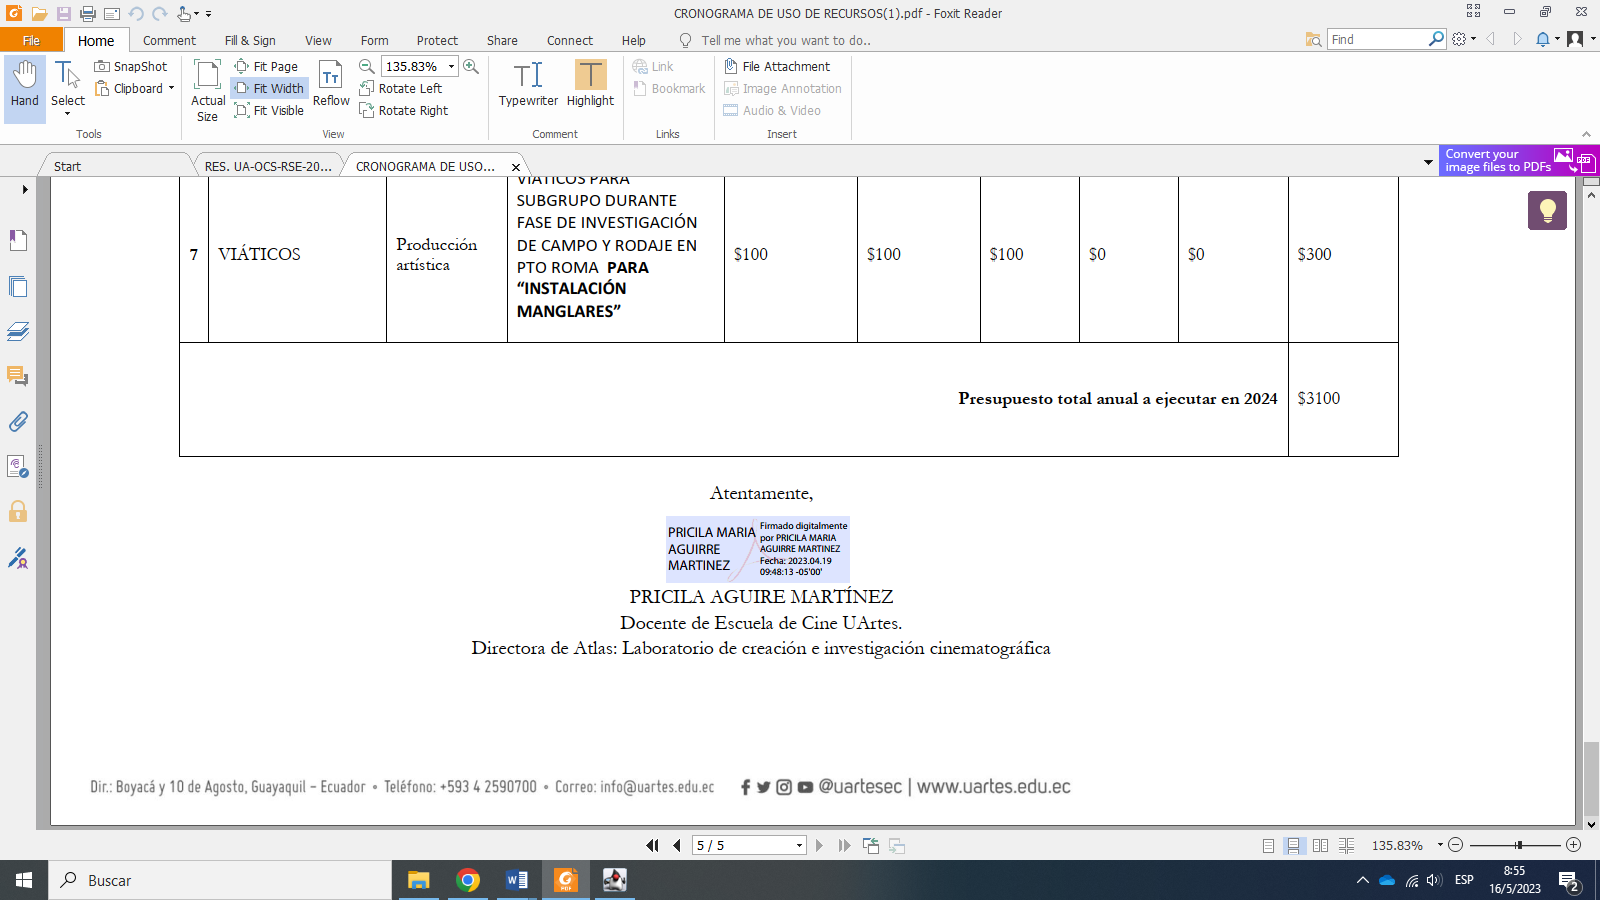 CRONOGRAMA DE USO DE RECURSOS(1).pdf - Foxit Reader
File Home Comment Fill & Sign View Form Protect Share Connect Help Tell me what you want to do.. Find
Hand
Select
SnapShot
Clipboard
Tools
Actual Size
Fit Page
Fit Width
Fit Visible
Reflow
135.83%
Rotate Left
Rotate Right
View
Typewriter
Highlight
Comment
Link
Bookmark
Links
File Attachment
Image Annotation
Audio & Video
Insert
Start
RES. UA-OCS-RSE-20...
CRONOGRAMA DE USO...
Convert your
image files to PDFs
VIÁTICOS PARA
SUBGRUPO DURANTE
FASE DE INVESTIGACIÓN
DE CAMPO Y RODAJE EN
PTO ROMA PARA
“INSTALACIÓN
MANGLARES”
7 VIÁTICOS
Producción
artística
$100 $100 $100 $0 $0 $300
Presupuesto total anual a ejecutar en 2024 $3100
Atentamente,
PRICILA MARIA
AGUIRRE
MARTINEZ
Firmado digitalmente
por PRICILA MARIA
AGUIRRE MARTINEZ
Fecha: 2023.04.19
09:48:13 -05'00'
PRICILA AGUIRE MARTÍNEZ
Docente de Escuela de Cine UArtes.
Directora de Atlas: Laboratorio de creación e investigación cinematográfica
Dir.: Boyacá y 10 de Agosto, Guayaquil – Ecuador • Teléfono: +593 4 2590700 • Correo: info@uartes.edu.ec @uartesec | www.uartes.edu.ec
5 / 5
135.83%
Buscar
ESP
8:55
16/5/2023
2